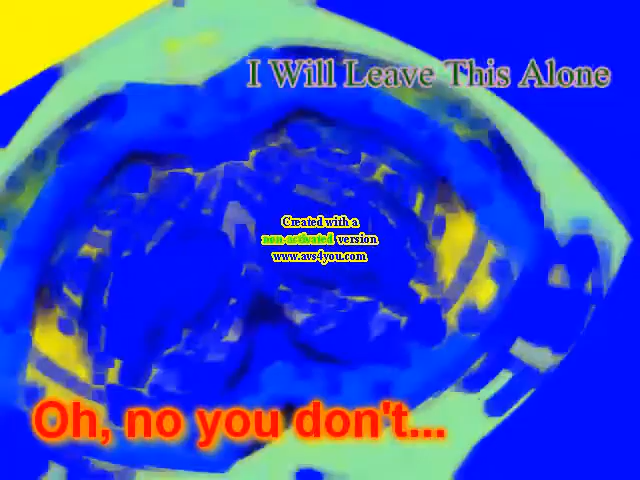 I Will Leave This Alone
Created with a
non-activated version
www.avs4you.com
Oh, no you don't...